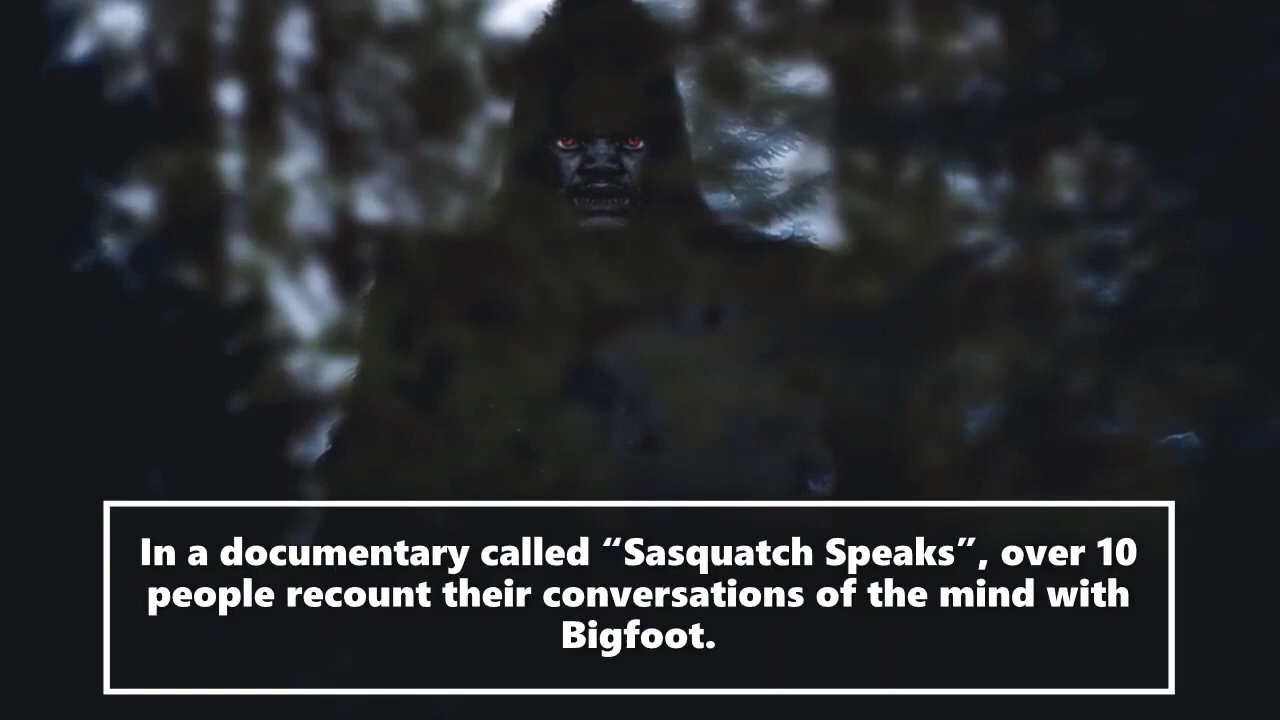 In a documentary called “Sasquatch Speaks”, over 10
people recount their conversations of the mind with
Bigfoot.